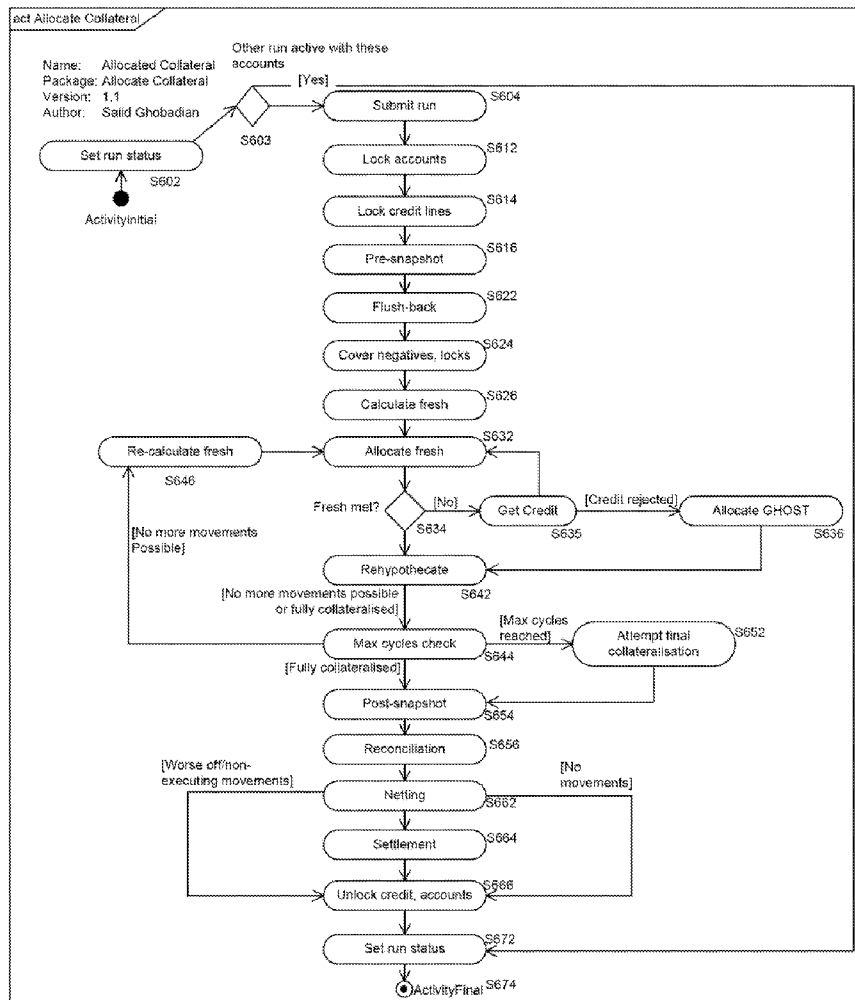 act Allocate Collateral
Name: Allocated Collateral
Package: Allocate Collateral
Version: 1.1
Author: Saiid Ghobadian
Other run active with these
accounts
[Yes]
S603
Submit run
S604
Set run status
S602
ActivityInitial
Lock accounts
S612
Lock credit lines
S614
Pre-snapshot
S616
Flush-back
S622
Cover negatives, locks
S624
Calculate fresh
S626
Re-calculate fresh
S646
Allocate fresh
S632
Fresh met?
S634
[No]
Get Credit
S635
[Credit rejected]
Allocate GHOST
S636
[No more movements
Possible]
Rehypothecate
S642
[No more movements possible
or fully collateralised]
Max cycles check
S644
[Max cycles
reached]
Attempt final
collateralisation
S652
[Fully collateralised]
Post-snapshot
S654
Reconciliation
S656
[Worse off/non-
executing movements]
Netting
S662
[No
movements]
Settlement
S664
Unlock credit, accounts
S666
Set run status
S672
ActivityFinal
S674